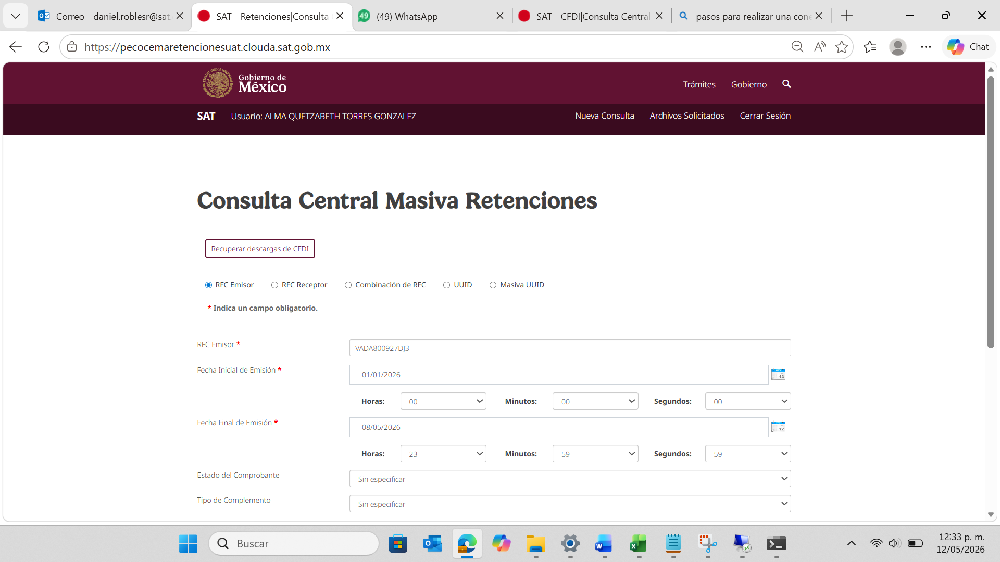 Correo - daniel.roblesr@sat.
SAT - Retenciones|Consulta
(49) WhatsApp
SAT - CFDI|Consulta Central
pasos para realizar una cone
https://pecocemaretencionesuat.clouda.sat.gob.mx
Chat
Gobierno de
México
Trámites
Gobierno
SAT
Usuario: ALMA QUETZABETH TORRES GONZALEZ
Nueva Consulta
Archivos Solicitados
Cerrar Sesión
Consulta Central Masiva Retenciones
Recuperar descargas de CFDI
RFC Emisor
RFC Receptor
Combinación de RFC
UUID
Masiva UUID
* Indica un campo obligatorio.
RFC Emisor *
VADA800927DJ3
Fecha Inicial de Emisión *
01/01/2026
Horas: 00 Minutos: 00 Segundos: 00
Fecha Final de Emisión *
08/05/2026
Horas: 23 Minutos: 59 Segundos: 59
Estado del Comprobante
Sin especificar
Tipo de Complemento
Sin especificar
Buscar
12:33 p. m.
12/05/2026